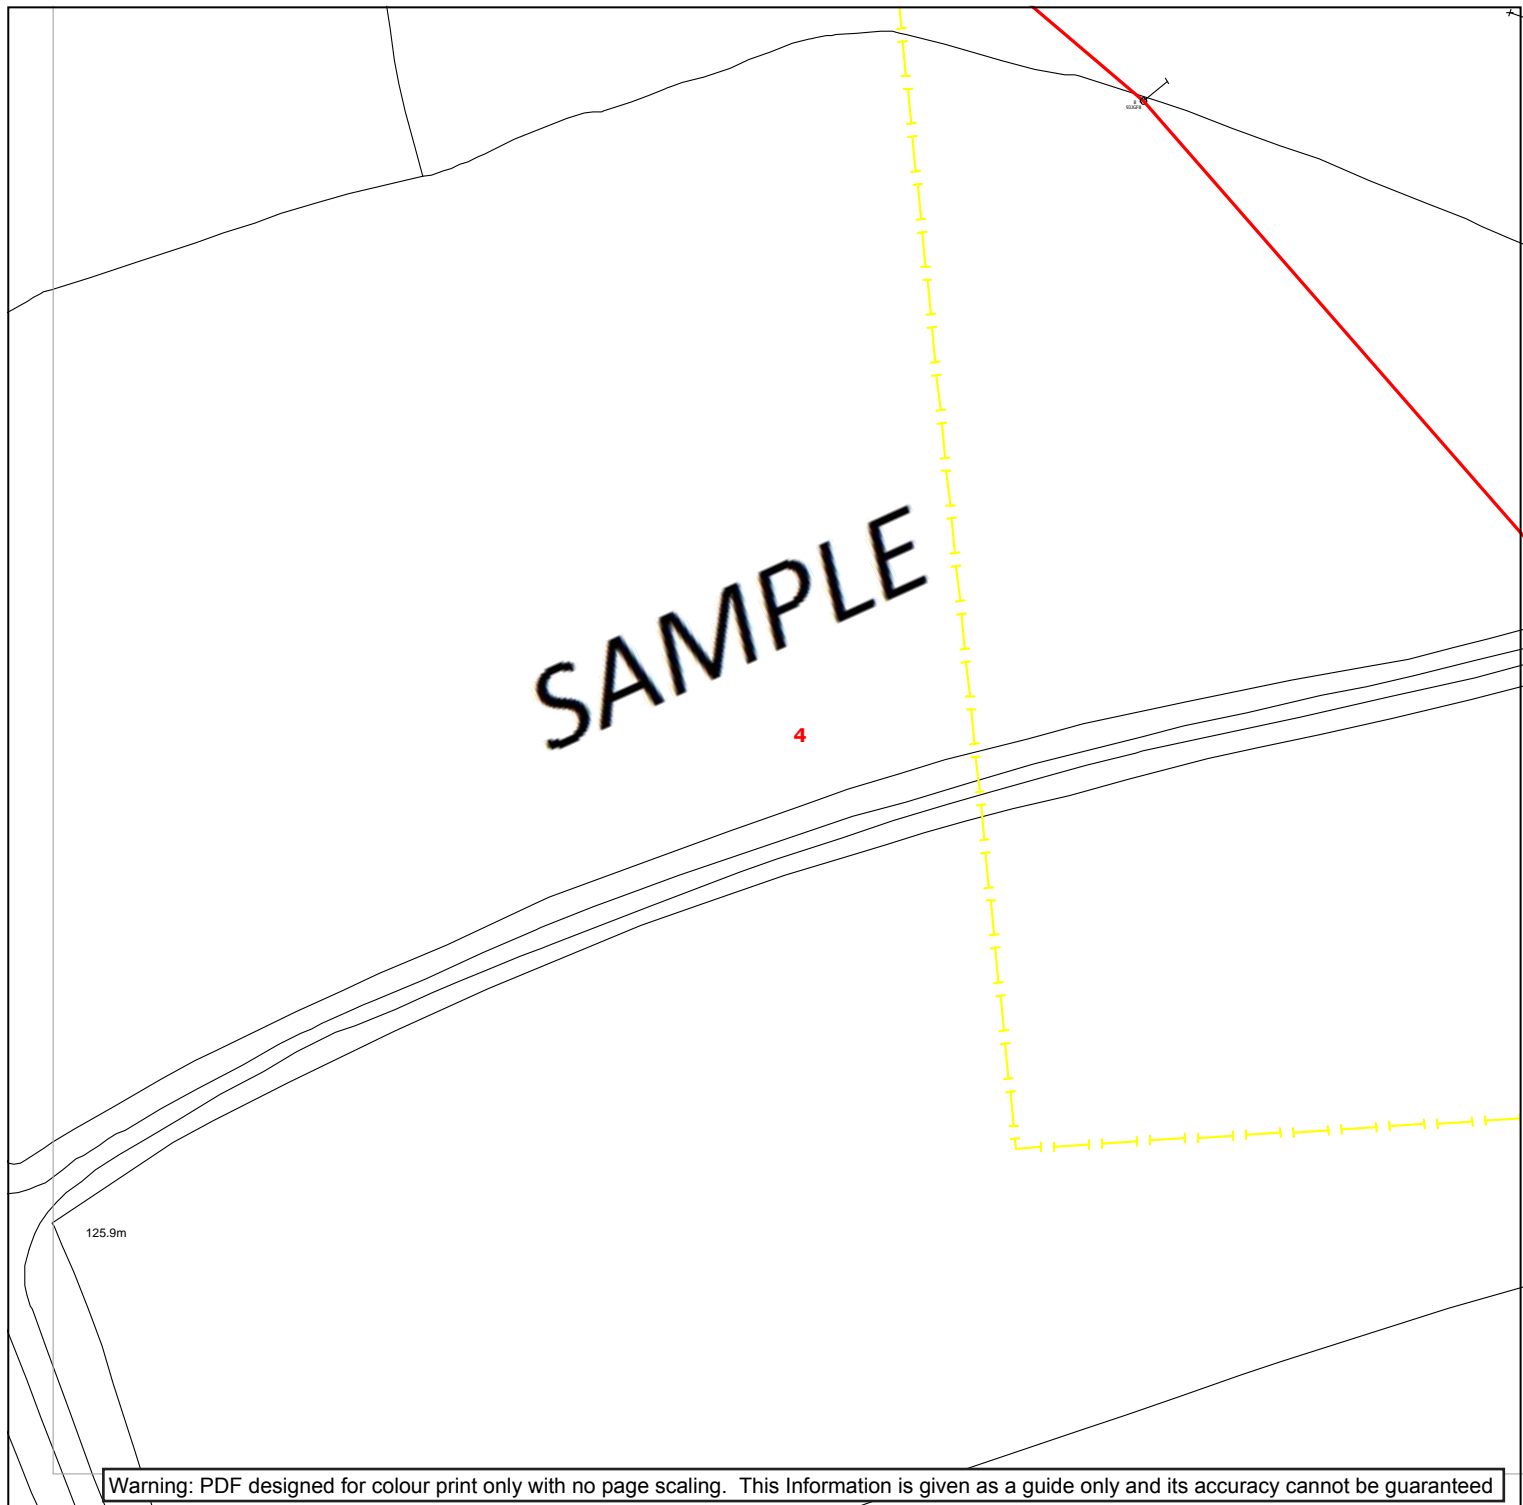 SAMPLE
4
125.9m
Warning: PDF designed for colour print only with no page scaling. This Information is given as a guide only and its accuracy cannot be guaranteed